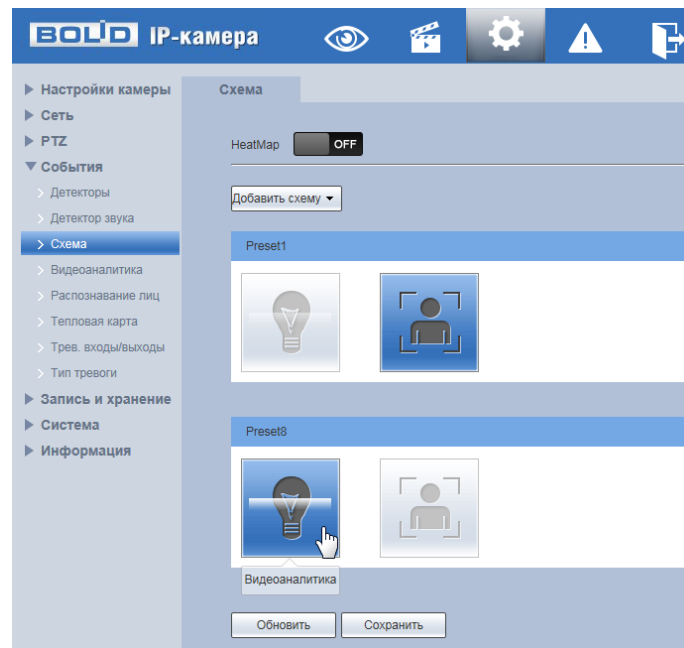 BOLID IP-камера
Настройки камеры
Сеть
PTZ
События
Детекторы
Детектор звука
Схема
Видеоаналитика
Распознавание лиц
Тепловая карта
Трев. входы/выходы
Тип тревоги
Запись и хранение
Система
Информация
Схема
HeatMap OFF
Добавить схему
Preset1
Preset8
Видеоаналитика
Обновить Сохранить